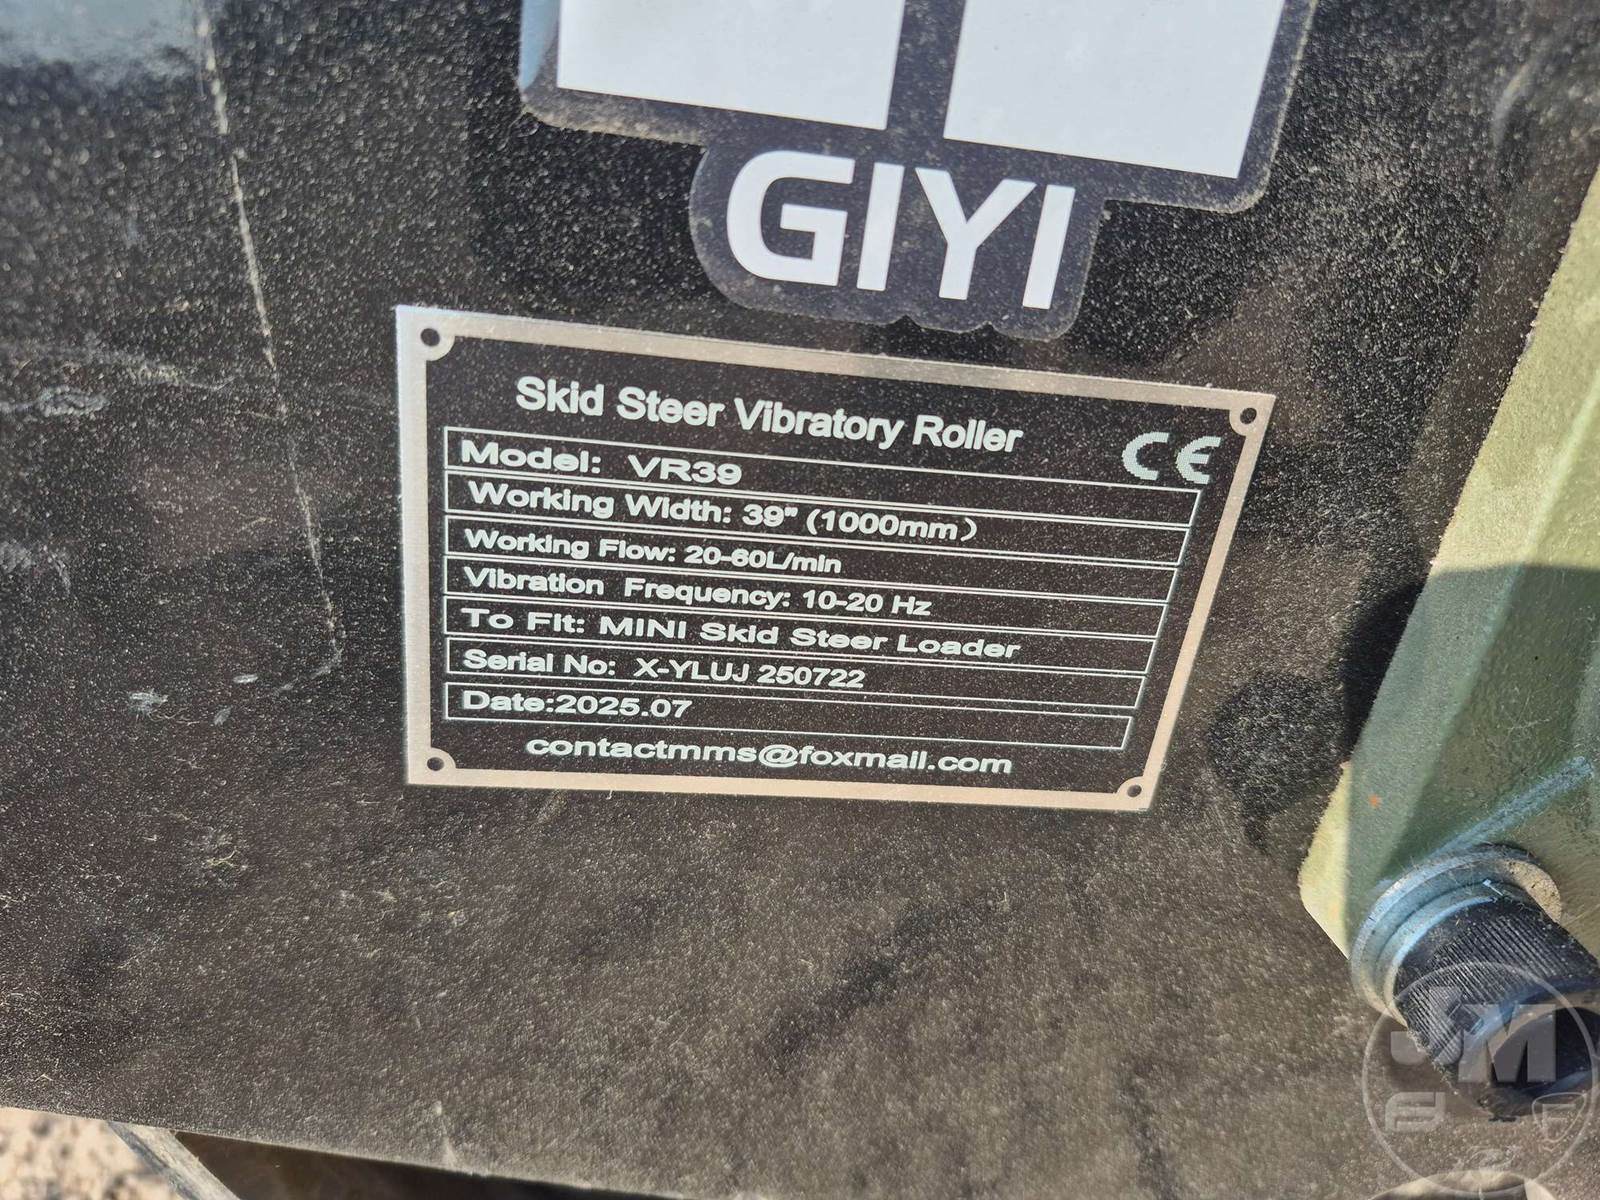 GIYI
Skid Steer Vibratory Roller
CE
Model: VR39
Working Width: 39" (1000mm)
Working Flow: 20-60L/min
Vibration Frequency: 10-20 Hz
To Fit: MINI Skid Steer Loader
Serial No: X-YLUJ 250722
Date:2025.07
contactmms@foxmail.com
JM